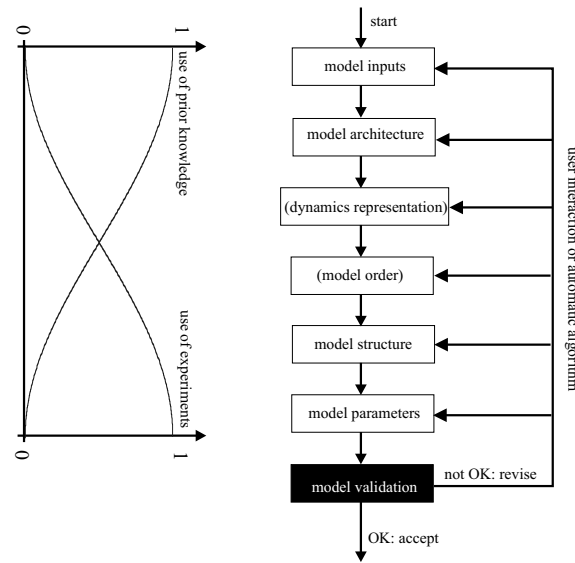 0
1
use of prior knowledge
use of experiments
0
1
start
model inputs
model architecture
(dynamics representation)
(model order)
model structure
model parameters
model validation
not OK: revise
OK: accept
user interaction or automatic algorithm